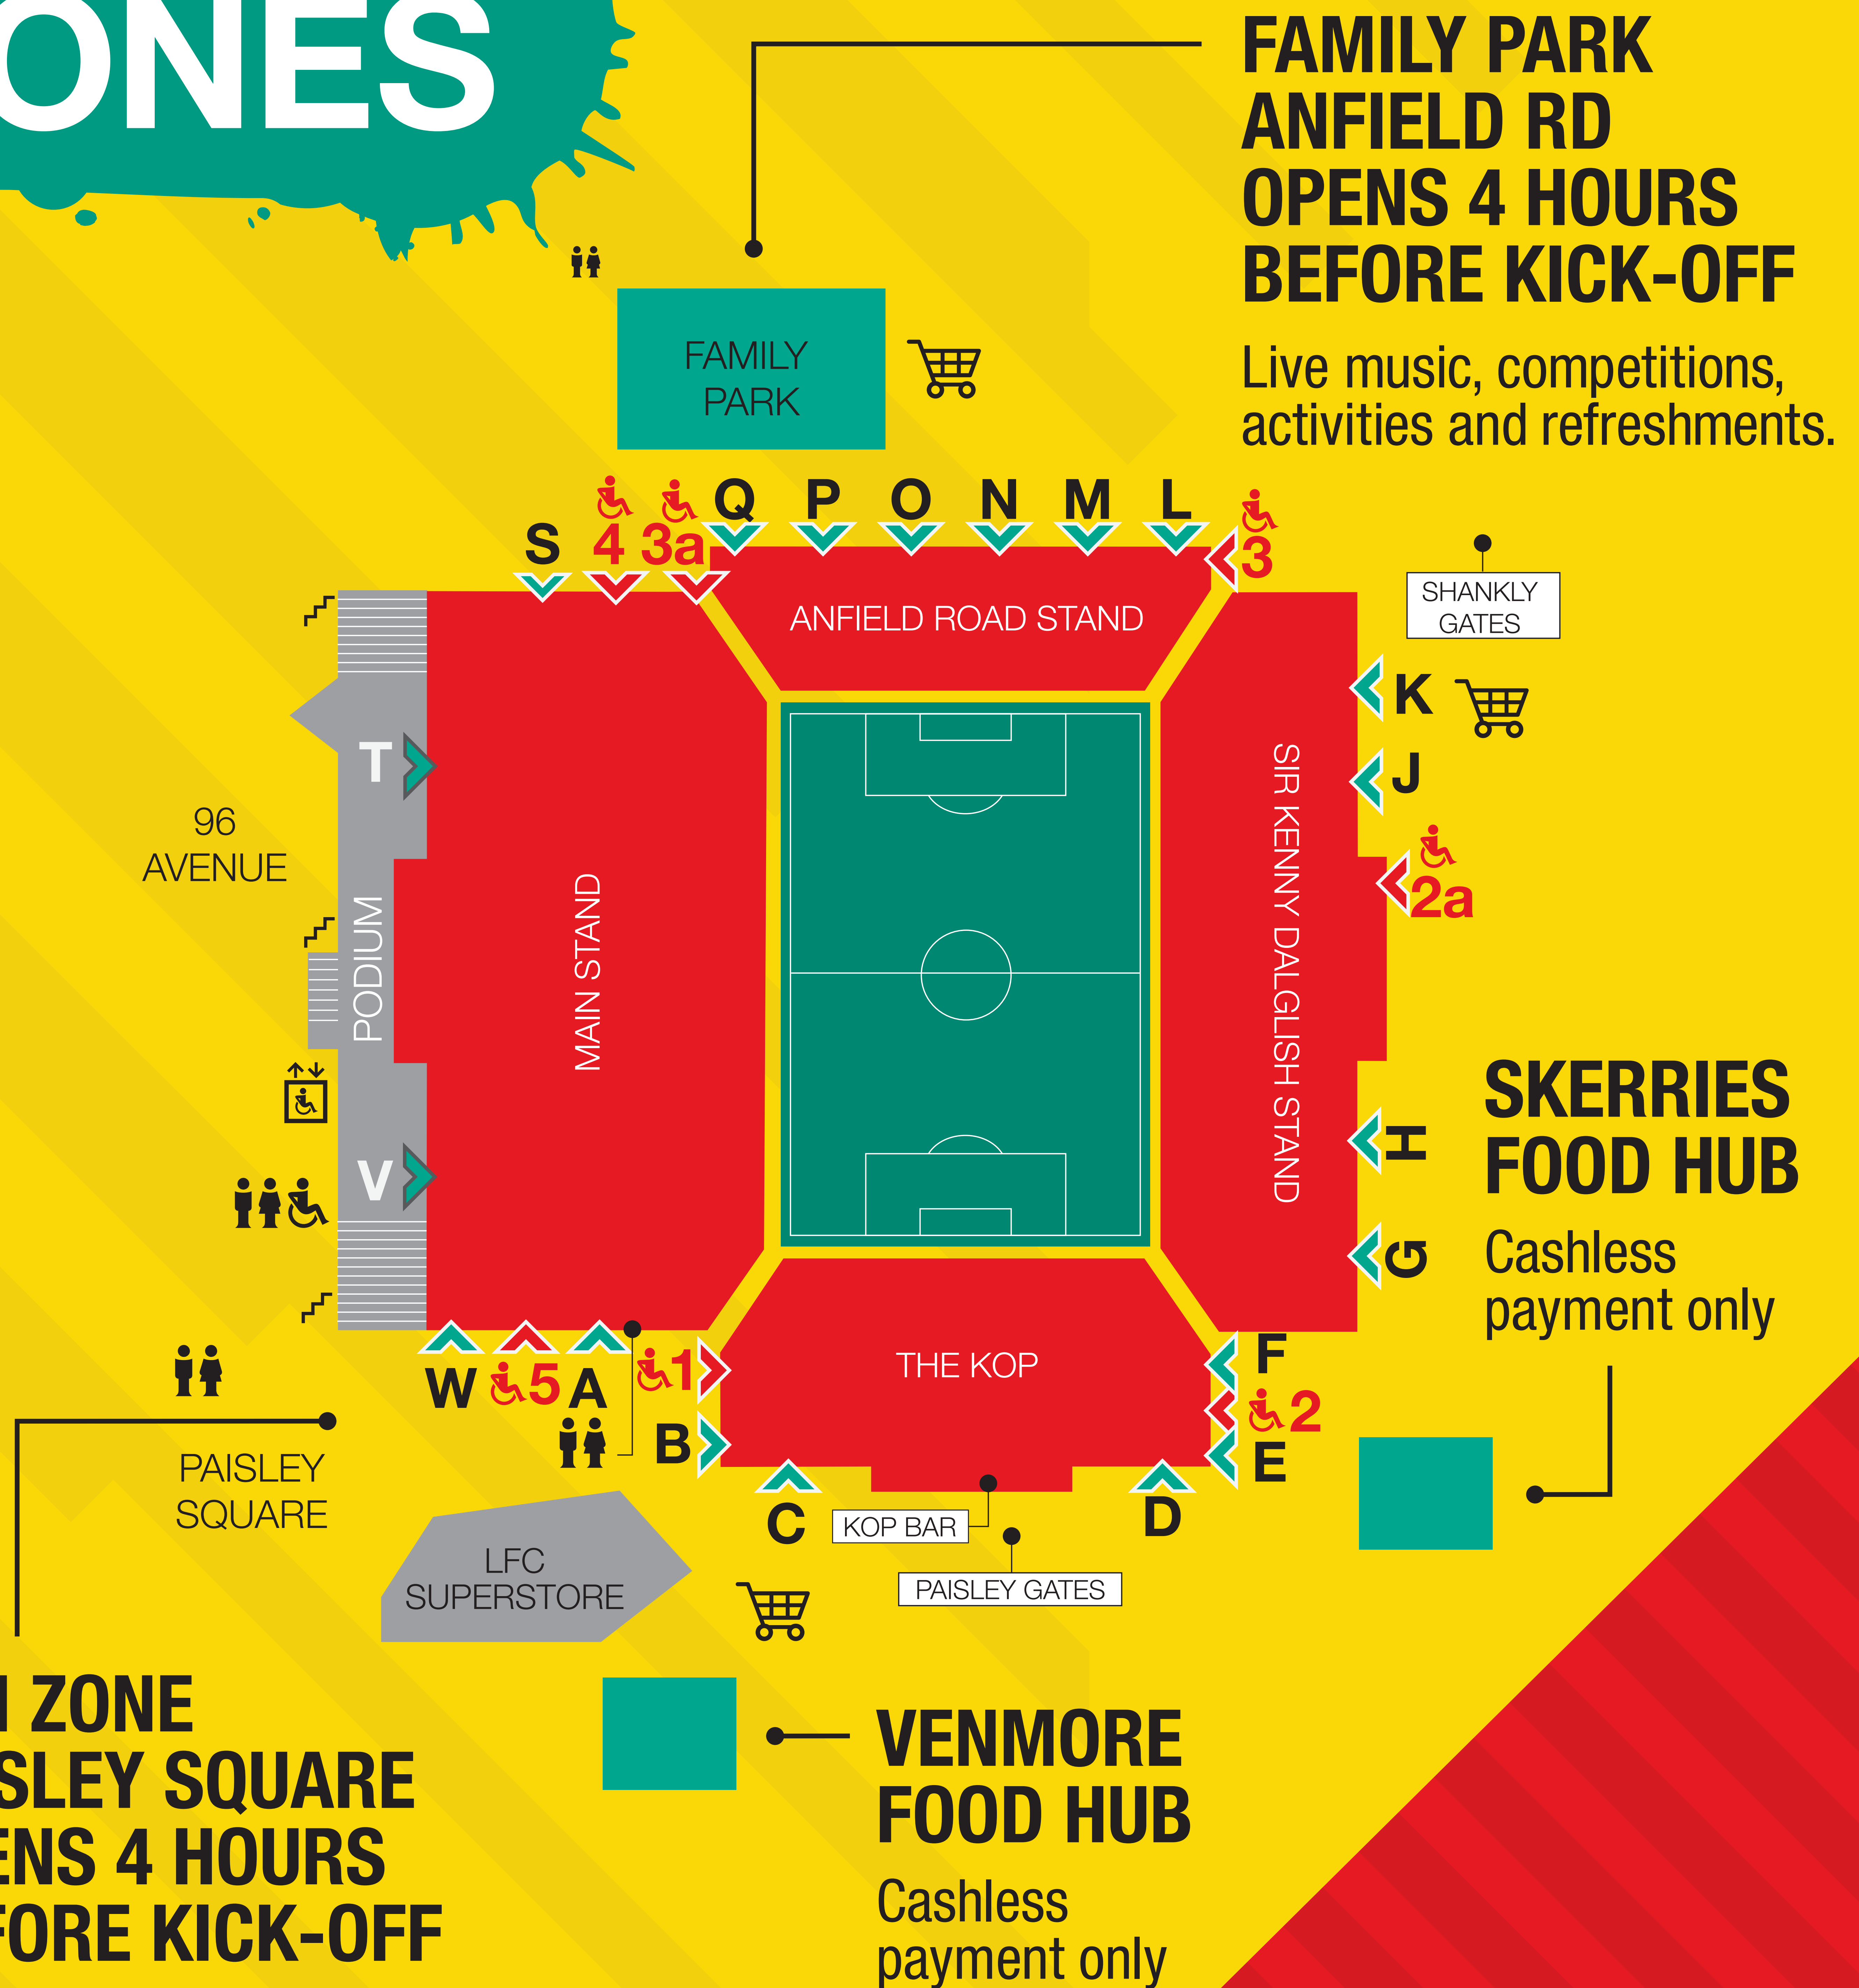 ONES
FAMILY PARK
ANFIELD RD
OPENS 4 HOURS
BEFORE KICK-OFF
Live music, competitions,
activities and refreshments.
FAMILY
PARK
Q P O N M L
S 4 3a
3
ANFIELD ROAD STAND
SHANKLY
GATES
K
T
J
96
AVENUE
2a
PODIUM
MAIN STAND
SIR KENNY DALGLISH STAND
SKERRIES
FOOD HUB
Cashless
payment only
H
V
G
F
THE KOP
W 5 A 1
2
B
E
PAISLEY
SQUARE
C
D
KOP BAR
LFC
SUPERSTORE
PAISLEY GATES
ZONE
SLEY SQUARE
ENS 4 HOURS
FORE KICK-OFF
VENMORE
FOOD HUB
Cashless
payment only